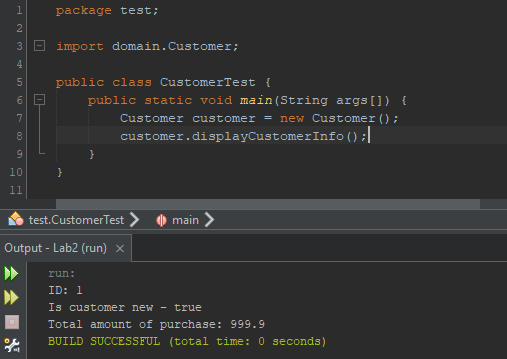 1 package test;
2
3 import domain.Customer;
4
5 public class CustomerTest {
6 public static void main(String args[]) {
7 Customer customer = new Customer();
8 customer.displayCustomerInfo();
9 }
10 }
11
test.CustomerTest main
Output - Lab2 (run) ×
run:
ID: 1
Is customer new - true
Total amount of purchase: 999.9
BUILD SUCCESSFUL (total time: 0 seconds)